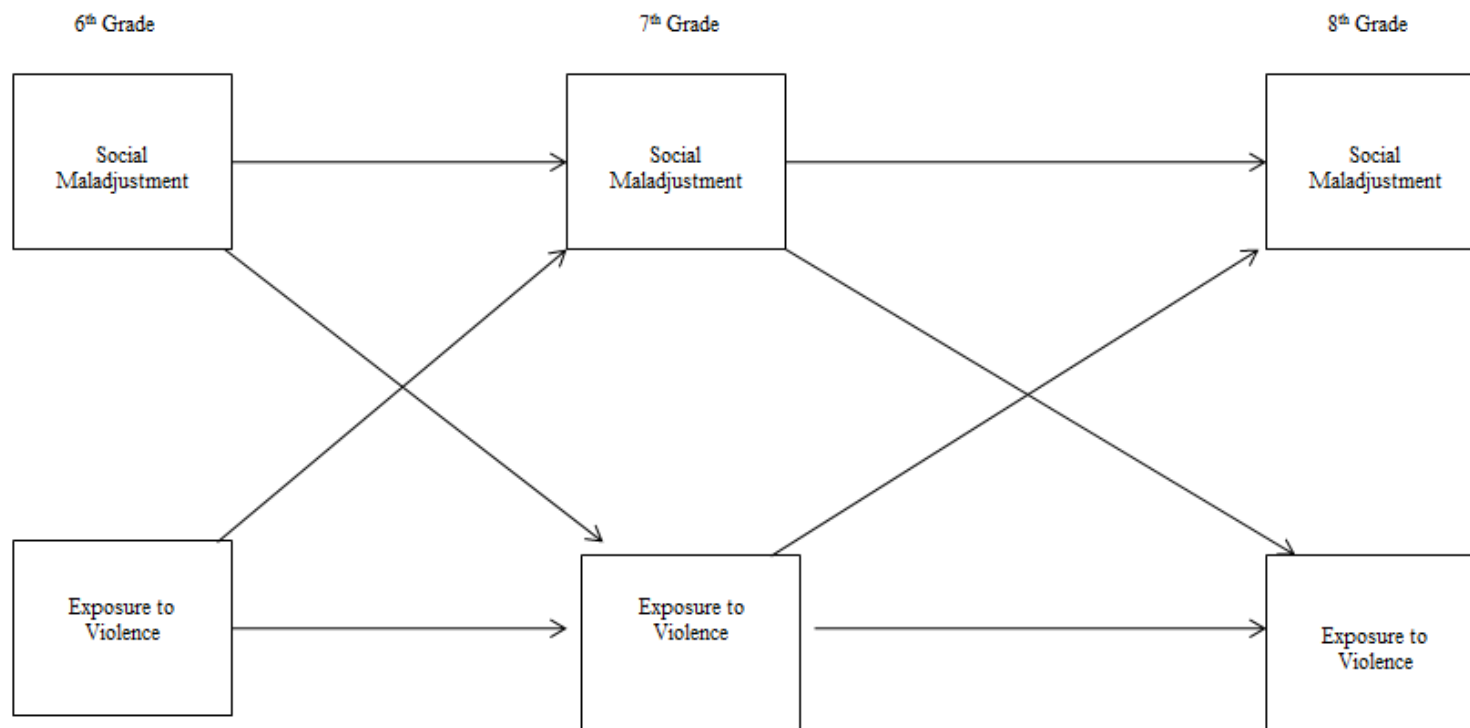 6th Grade
7th Grade
8th Grade
Social
Maladjustment
Social
Maladjustment
Social
Maladjustment
Exposure to
Violence
Exposure to
Violence
Exposure to
Violence